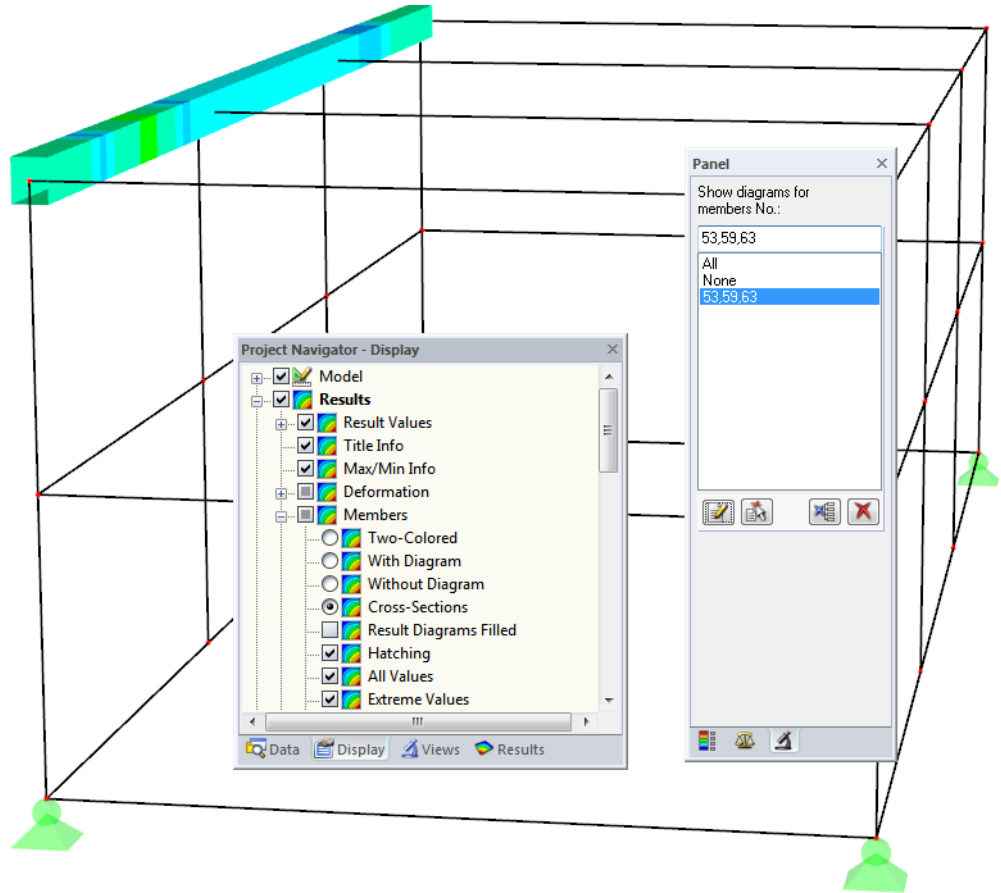 Panel
Show diagrams for
members No.:
53,59,63
All
None
53,59,63
Project Navigator - Display
Model
Results
Result Values
Title Info
Max/Min Info
Deformation
Members
Two-Colored
With Diagram
Without Diagram
Cross-Sections
Result Diagrams Filled
Hatching
All Values
Extreme Values
Data Display Views Results